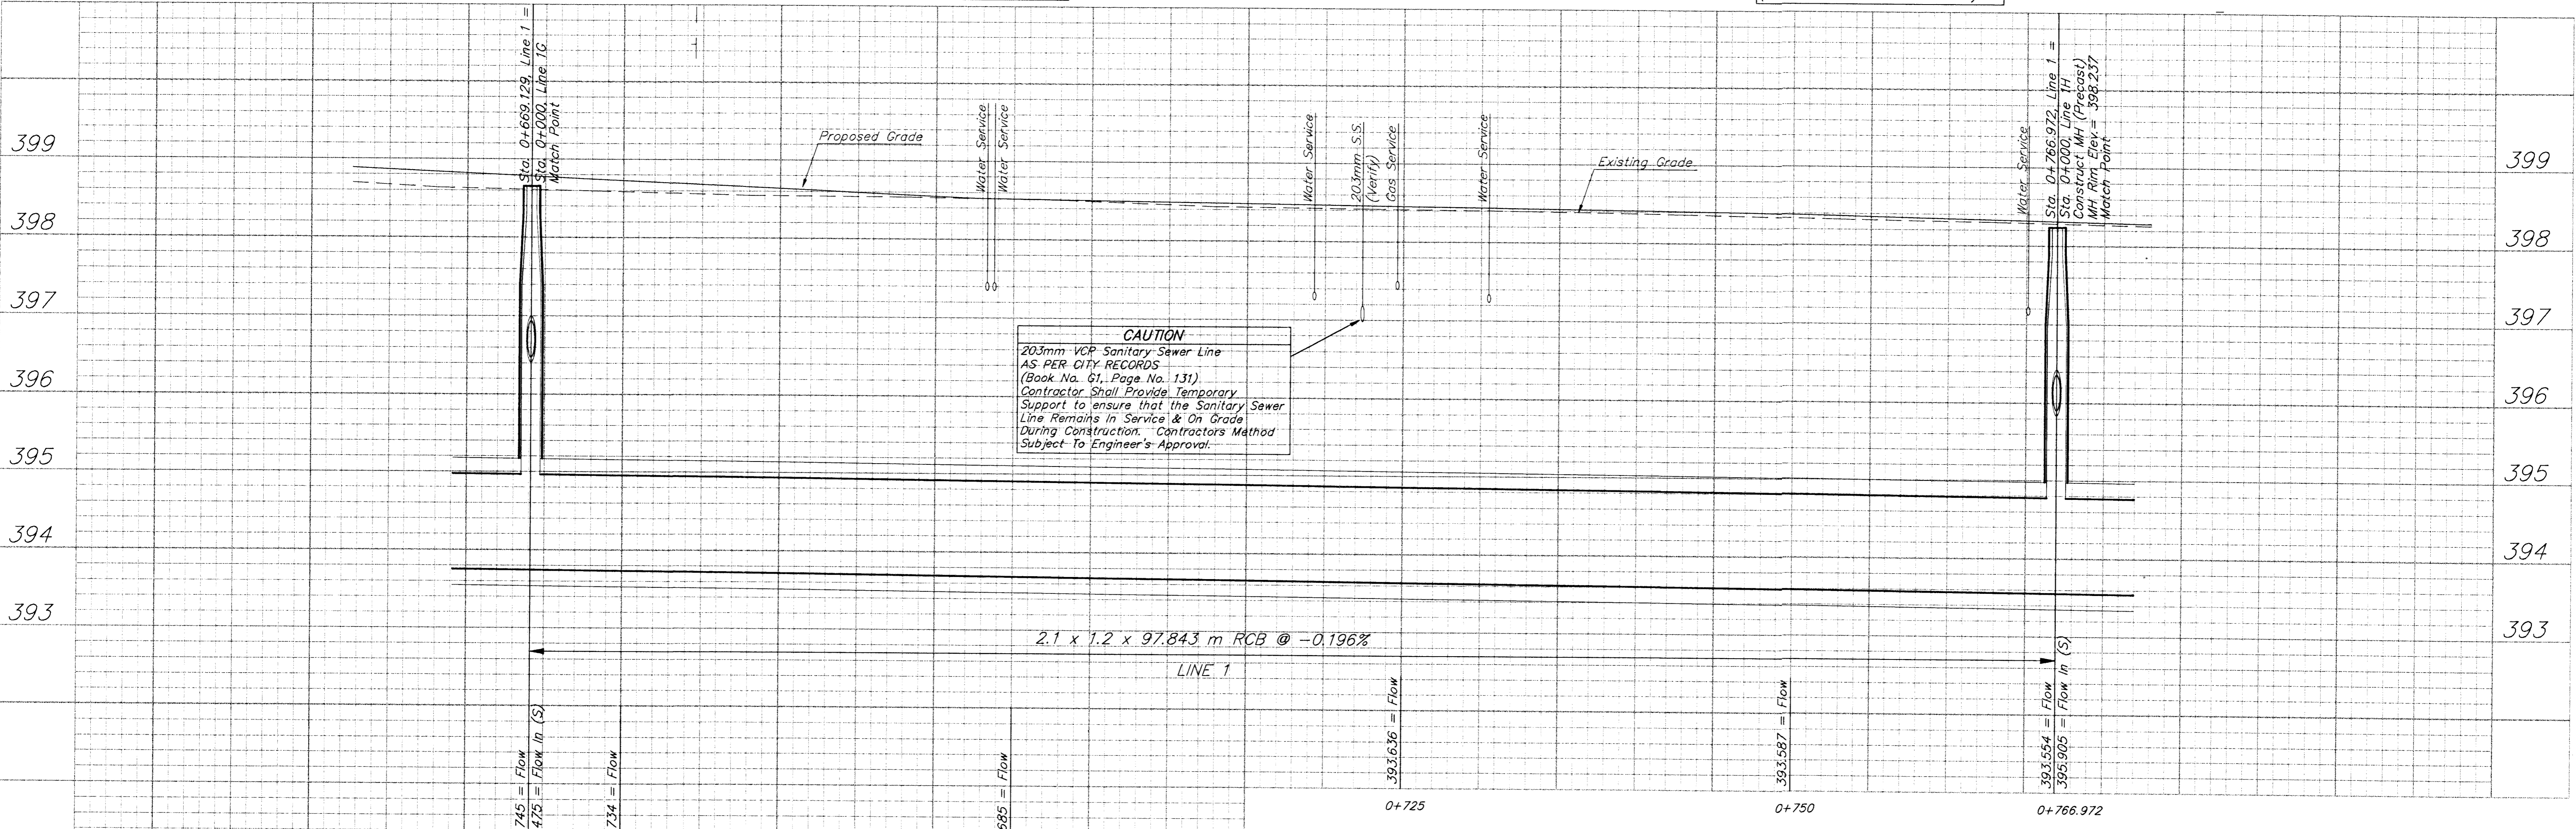 Sta. 0+669.129, Line 1 =
Sta. 0+000, Line 1G
Match Point
Proposed Grade
Water Service
Water Service
Water Service
203mm S.S.
(Verify)
Gas Service
Water Service
Existing Grade
Water Service
Sta. 0+766.972, Line 1 =
Sta. 0+000, Line 1H
Construct MH (Precast)
MH Rim Elev.= 398.237
Match Point
399
399
398
398
397
397
396
396
395
395
394
394
393
393
CAUTION
203mm VCP Sanitary Sewer Line
AS PER CITY RECORDS
(Book No. G1, Page No. 131)
Contractor Shall Provide Temporary
Support to ensure that the Sanitary Sewer
Line Remains In Service & On Grade
During Construction. Contractors Method
Subject To Engineer's Approval.
2.1 x 1.2 x 97.843 m RCB @ -0.196%
LINE 1
745 = Flow
475 = Flow In (S)
734 = Flow
685 = Flow
393.636 = Flow
393.587 = Flow
393.554 = Flow
395.905 = Flow In (S)
0+725
0+750
0+766.972